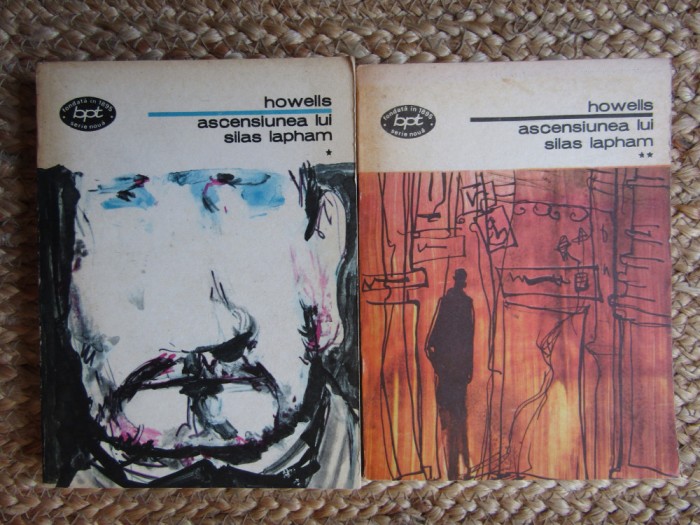 fondată în 1895
bpt
serie nouă
howells
ascensiunea lui
silas lapham
*
fondată în 1895
bpt
serie nouă
howells
ascensiunea lui
silas lapham
**